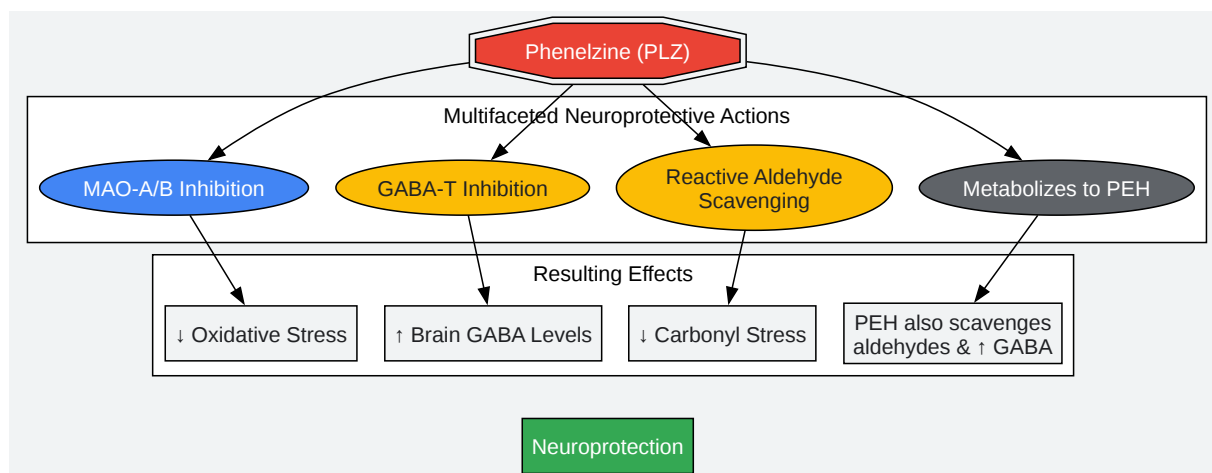 Phenelzine (PLZ)
Multifaceted Neuroprotective Actions
MAO-A/B Inhibition
GABA-T Inhibition
Reactive Aldehyde
Scavenging
Metabolizes to PEH
Resulting Effects
↓ Oxidative Stress
↑ Brain GABA Levels
↓ Carbonyl Stress
PEH also scavenges
aldehydes & ↑ GABA
Neuroprotection